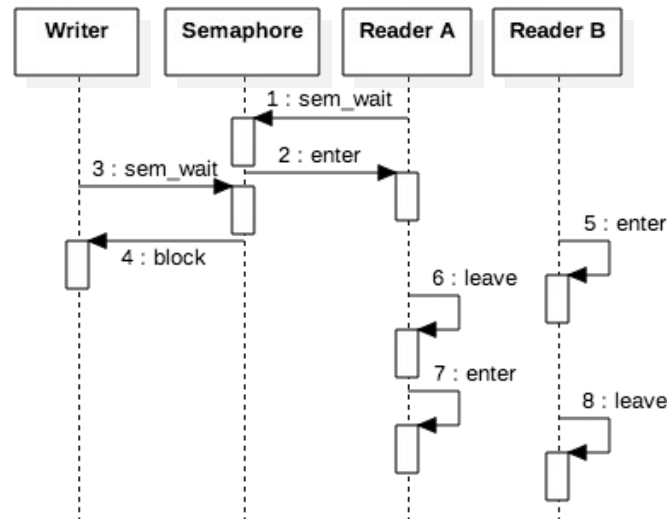 Writer
Semaphore
Reader A
Reader B
1 : sem_wait
2 : enter
3 : sem_wait
4 : block
5 : enter
6 : leave
7 : enter
8 : leave